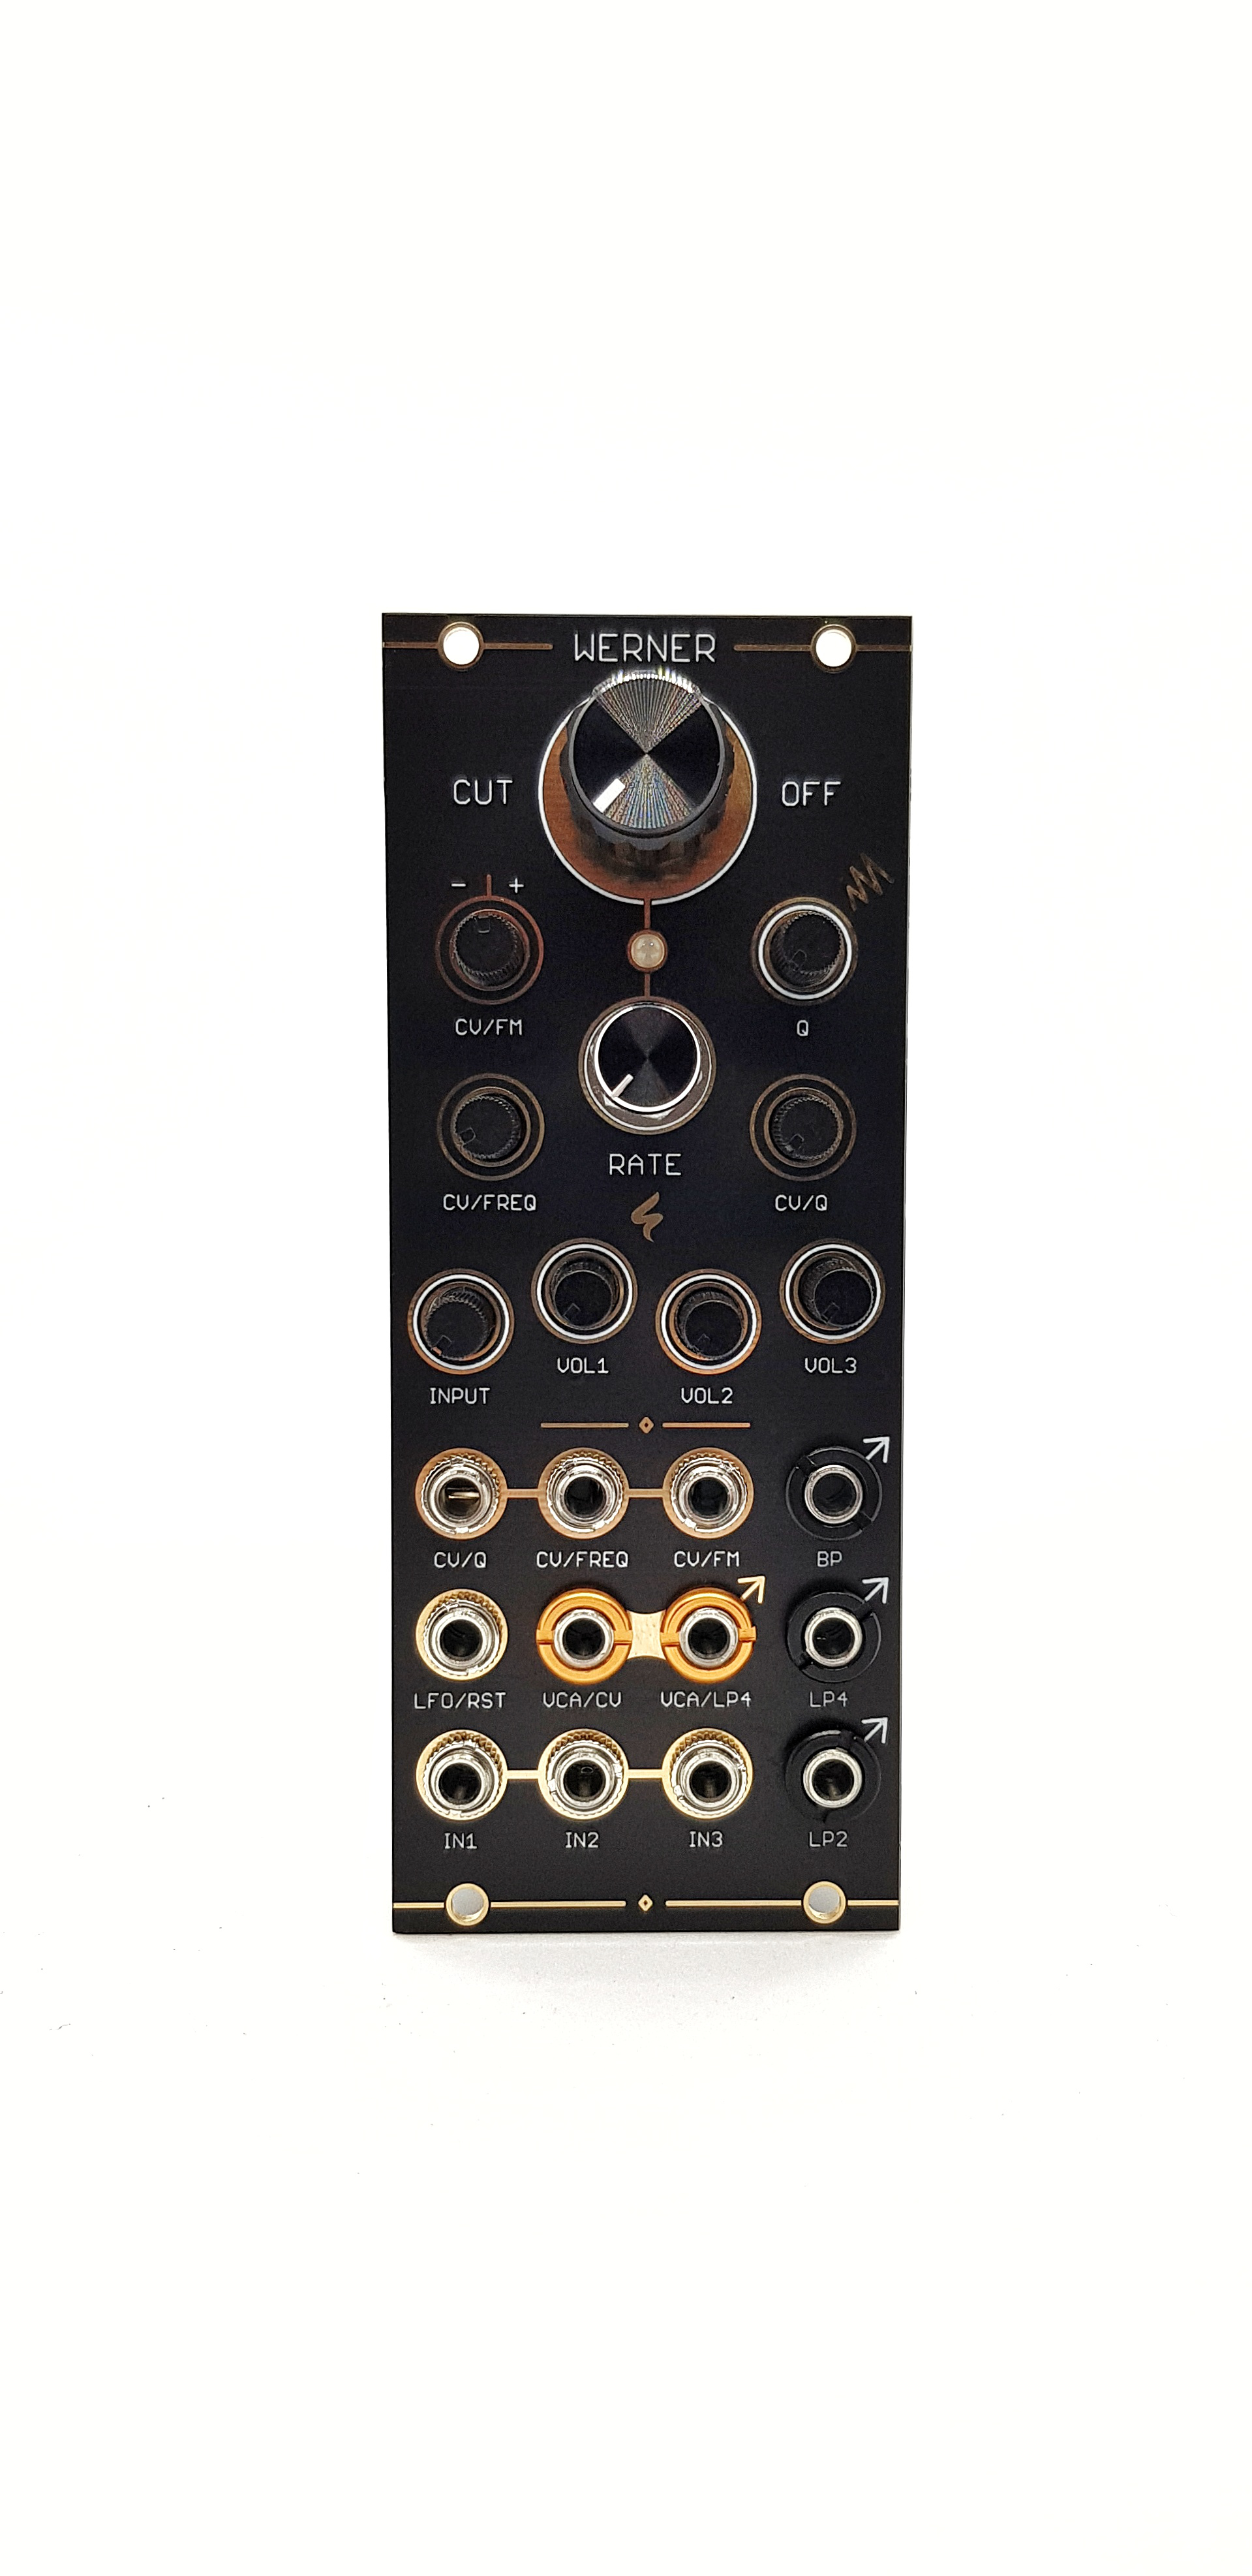 WERNER
CUT OFF
- +
CV/FM Q
RATE
CV/FREQ CV/Q
VOL1 VOL3
INPUT VOL2
CV/Q CV/FREQ CV/FM BP
LFO/RST VCA/CV VCA/LP4 LP4
IN1 IN2 IN3 LP2